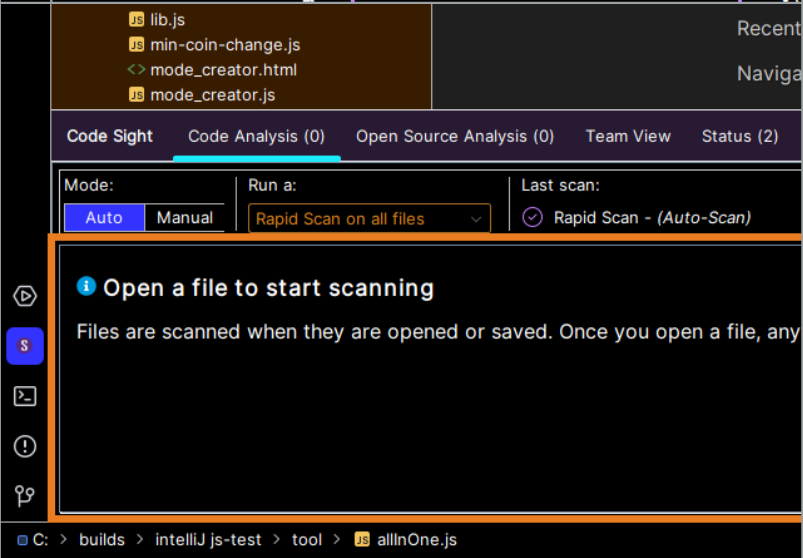 lib.js
min-coin-change.js
<> mode_creator.html
mode_creator.js
Recent
Naviga
Code Sight Code Analysis (0) Open Source Analysis (0) Team View Status (2)
Mode: Run a: Last scan:
Auto Manual Rapid Scan on all files Rapid Scan - (Auto-Scan)
Open a file to start scanning
Files are scanned when they are opened or saved. Once you open a file, any
C: > builds > intelliJ js-test > tool > JS allInOne.js